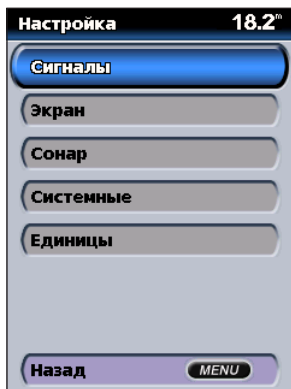 Настройка 18.2m
Сигналы
Экран
Сонар
Системные
Единицы
Назад MENU